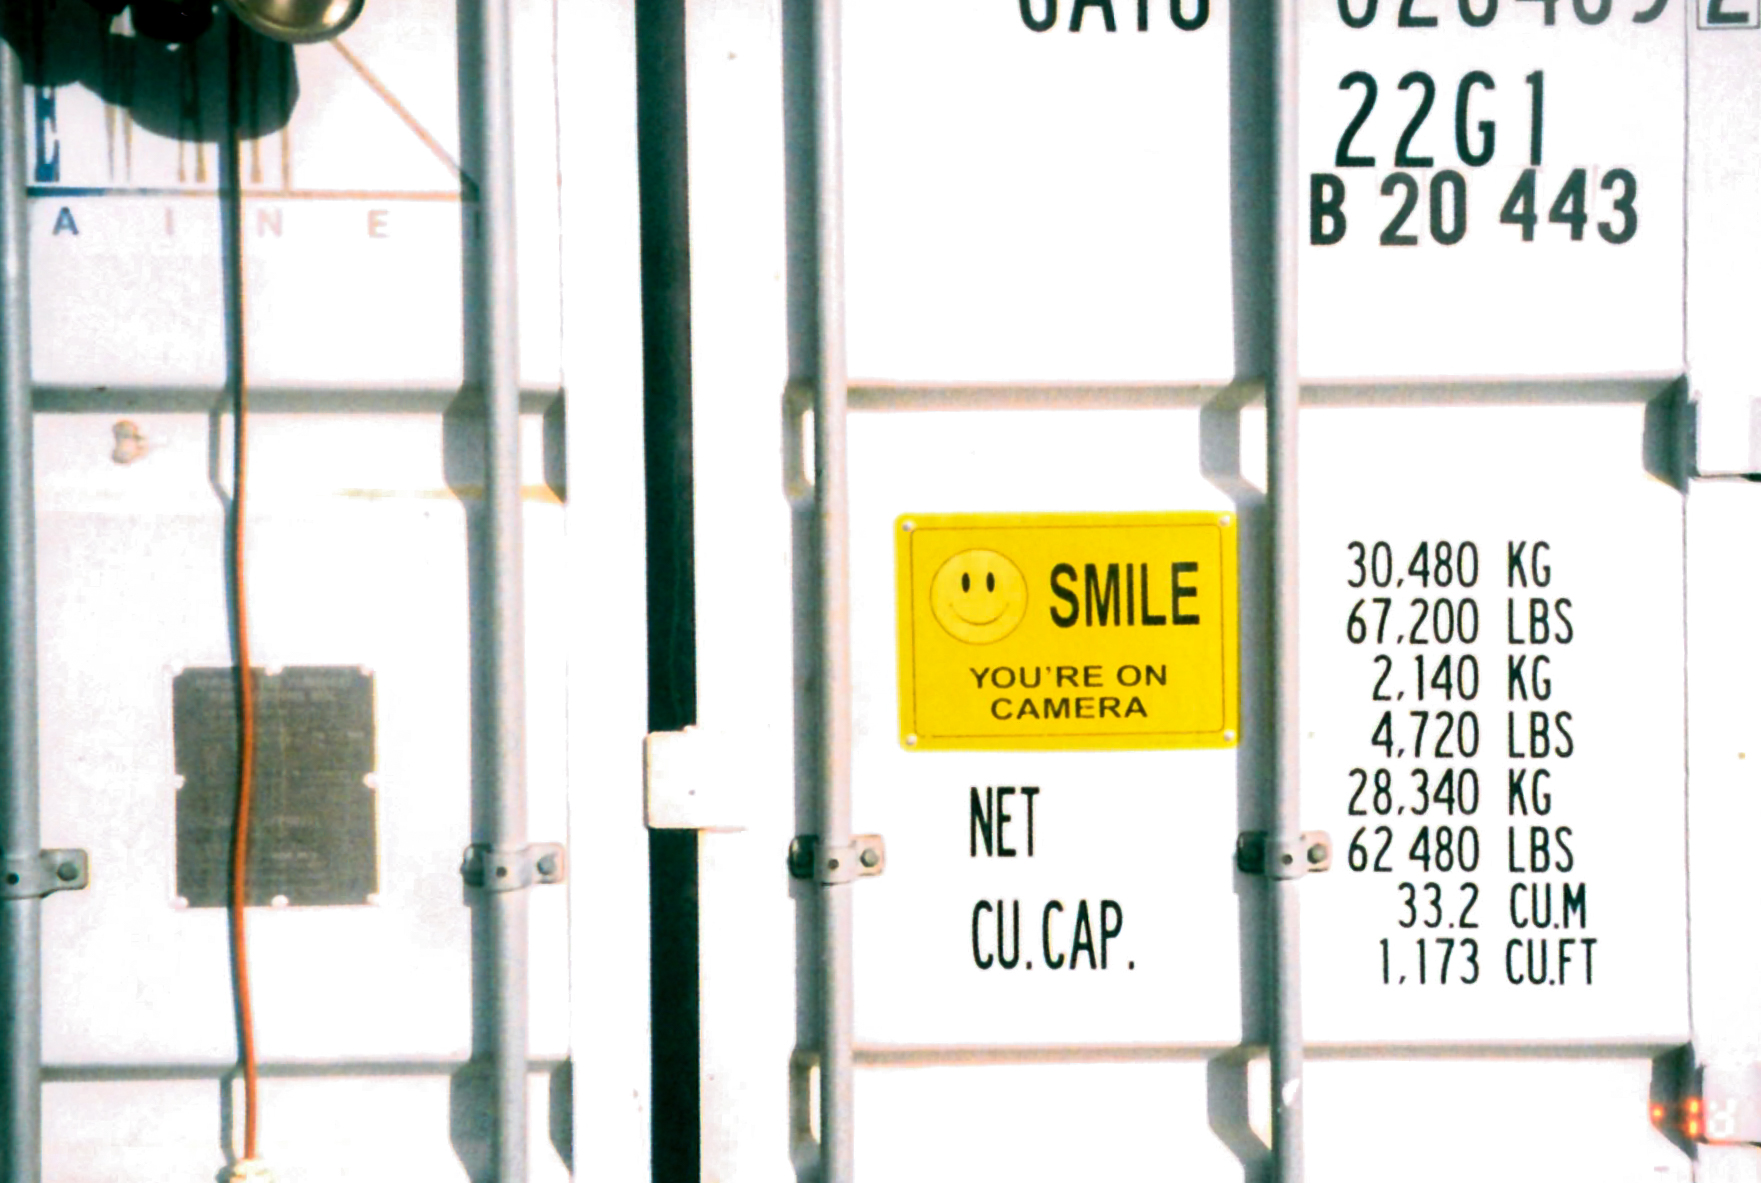 22G1
B 20 443
A I N E
SMILE
YOU'RE ON
CAMERA
30,480 KG
67,200 LBS
2,140 KG
4,720 LBS
NET 28,340 KG
62 480 LBS
CU.CAP. 33.2 CU.M
1,173 CU.FT